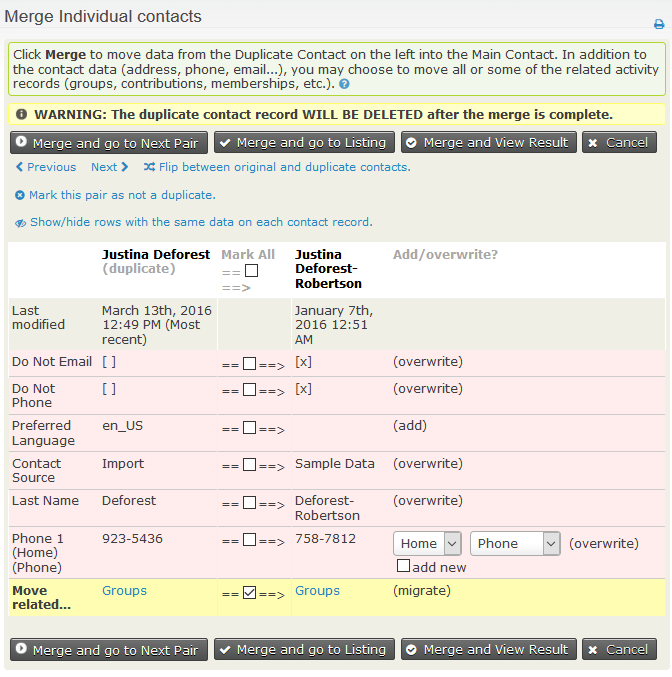 Merge Individual contacts
Click Merge to move data from the Duplicate Contact on the left into the Main Contact. In addition to
the contact data (address, phone, email...), you may choose to move all or some of the related activity
records (groups, contributions, memberships, etc.).
WARNING: The duplicate contact record WILL BE DELETED after the merge is complete.
Merge and go to Next Pair Merge and go to Listing Merge and View Result Cancel
Previous Next Flip between original and duplicate contacts.
Mark this pair as not a duplicate.
Show/hide rows with the same data on each contact record.
Justina Deforest Mark All Justina Add/overwrite?
(duplicate) == Deforest-
==> Robertson
Last March 13th, 2016 January 7th,
modified 12:49 PM (Most 2016 12:51
recent) AM
Do Not Email [ ] == ==> [x] (overwrite)
Do Not [ ] == ==> [x] (overwrite)
Phone
Preferred en_US == ==> (add)
Language
Contact Import == ==> Sample Data (overwrite)
Source
Last Name Deforest == ==> Deforest- (overwrite)
Robertson
Phone 1 923-5436 == ==> 758-7812 Home Phone (overwrite)
(Home)
(Phone) add new
Move Groups == ==> Groups (migrate)
related...
Merge and go to Next Pair Merge and go to Listing Merge and View Result Cancel